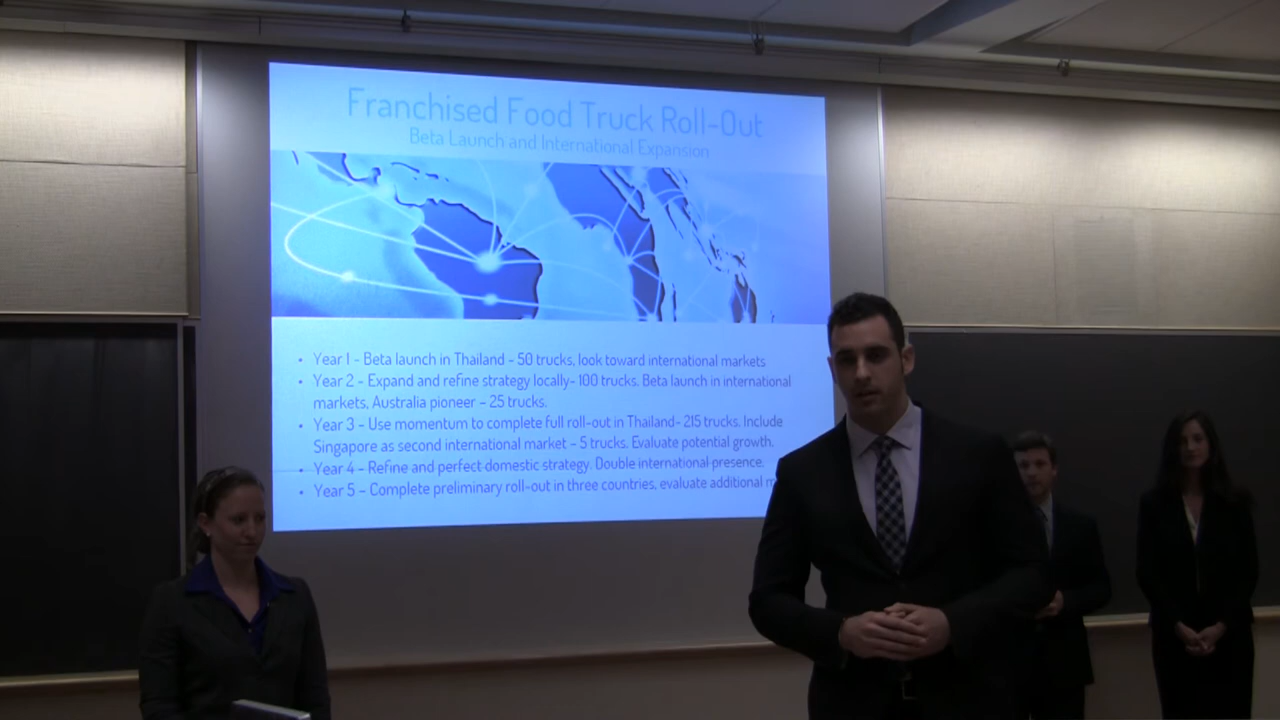 Franchised Food Truck Roll-Out
Beta Launch and International Expansion
• Year 1 - Beta launch in Thailand - 50 trucks, look toward international markets
• Year 2 - Expand and refine strategy locally- 100 trucks. Beta launch in international
markets, Australia pioneer – 25 trucks.
• Year 3 - Use momentum to complete full roll-out in Thailand- 215 trucks. Include
Singapore as second international market – 5 trucks. Evaluate potential growth.
• Year 4 - Refine and perfect domestic strategy. Double international presence.
• Year 5 – Complete preliminary roll-out in three countries, evaluate additional